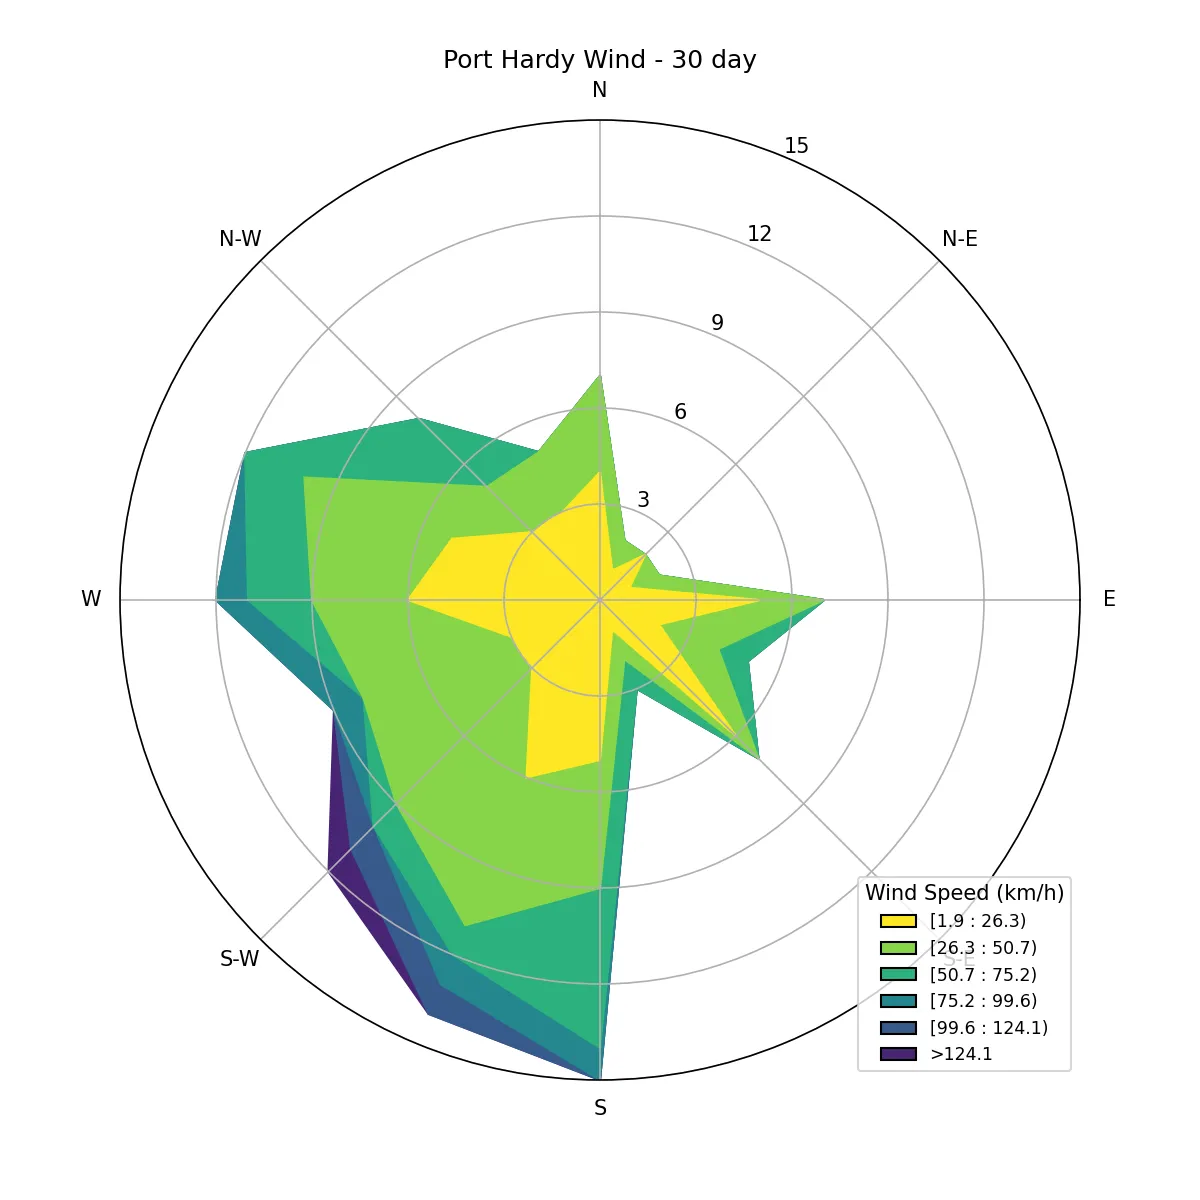 Port Hardy Wind - 30 day
N
15
N-W
N-E
12
9
6
3
W
E
S-W
S-E
S
Wind Speed (km/h)
[1.9 : 26.3)
[26.3 : 50.7)
[50.7 : 75.2)
[75.2 : 99.6)
[99.6 : 124.1)
>124.1